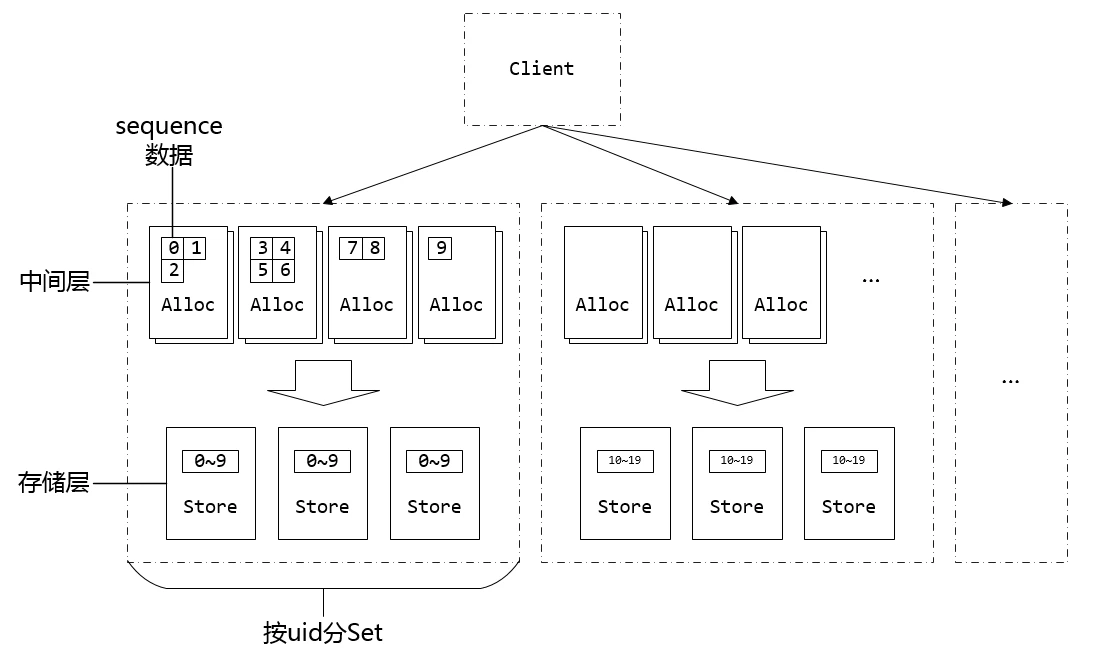 Client
sequence
数据
0 1
2
3 4
5 6
7 8
9
中间层
Alloc
Alloc
Alloc
Alloc
Alloc
Alloc
Alloc
...
...
存储层
0~9
0~9
0~9
10~19
10~19
10~19
Store
Store
Store
Store
Store
Store
按uid分Set